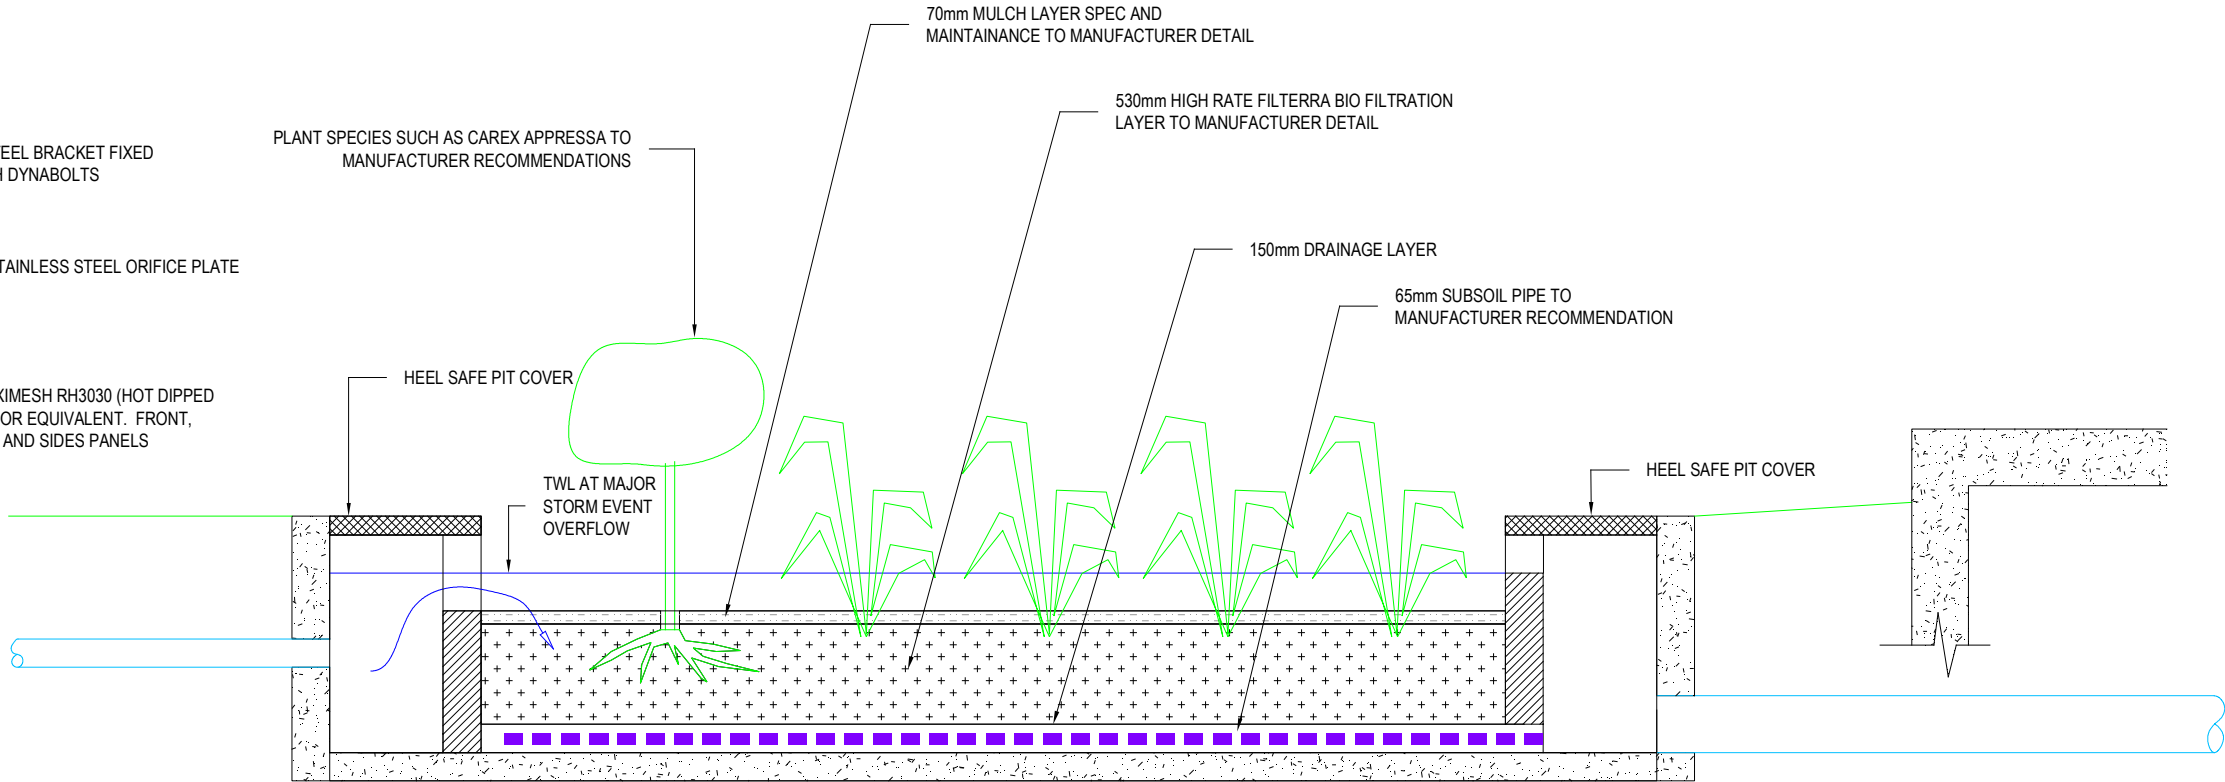 70mm MULCH LAYER SPEC AND
MAINTAINANCE TO MANUFACTURER DETAIL
530mm HIGH RATE FILTERRA BIO FILTRATION
LAYER TO MANUFACTURER DETAIL
PLANT SPECIES SUCH AS CAREX APPRESSA TO
MANUFACTURER RECOMMENDATIONS
BRACKET FIXED
DYNABOLTS
150mm DRAINAGE LAYER
STEEL ORIFICE PLATE
65mm SUBSOIL PIPE TO
MANUFACTURER RECOMMENDATION
HEEL SAFE PIT COVER
RH3030 (HOT DIPPED
OR EQUIVALENT. FRONT,
AND SIDES PANELS
HEEL SAFE PIT COVER
TWL AT MAJOR
STORM EVENT
OVERFLOW